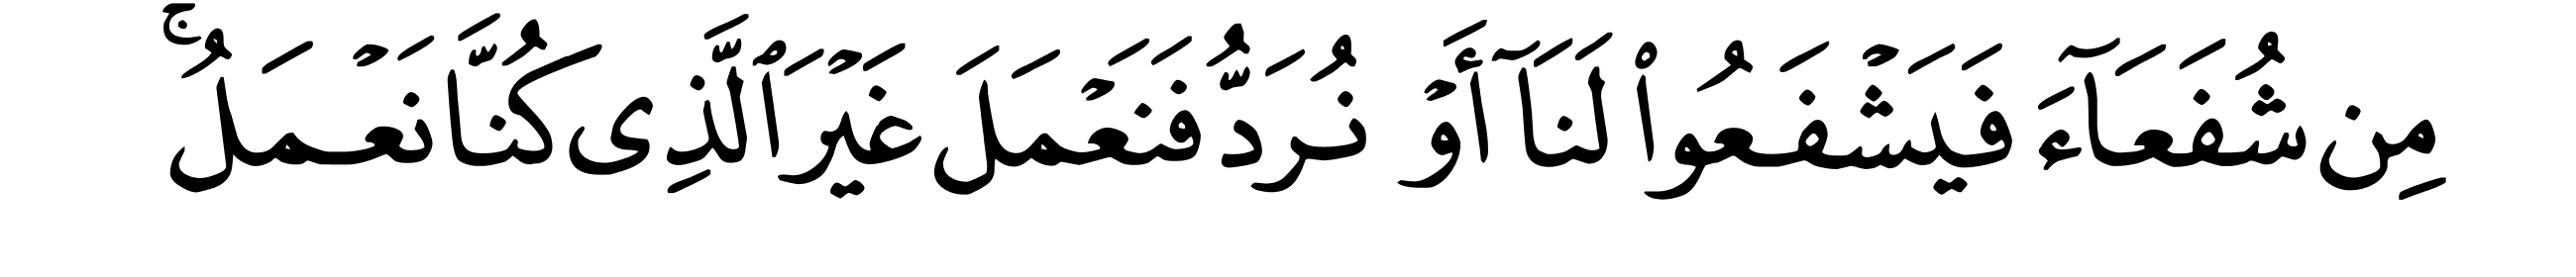 مِن شُفَعَآءَ فَيَشْفَعُوا۟ لَنَآ أَوْ نُرَدُّ فَنَعْمَلَ غَيْرَ ٱلَّذِى كُنَّا نَعْمَلُ ۚ